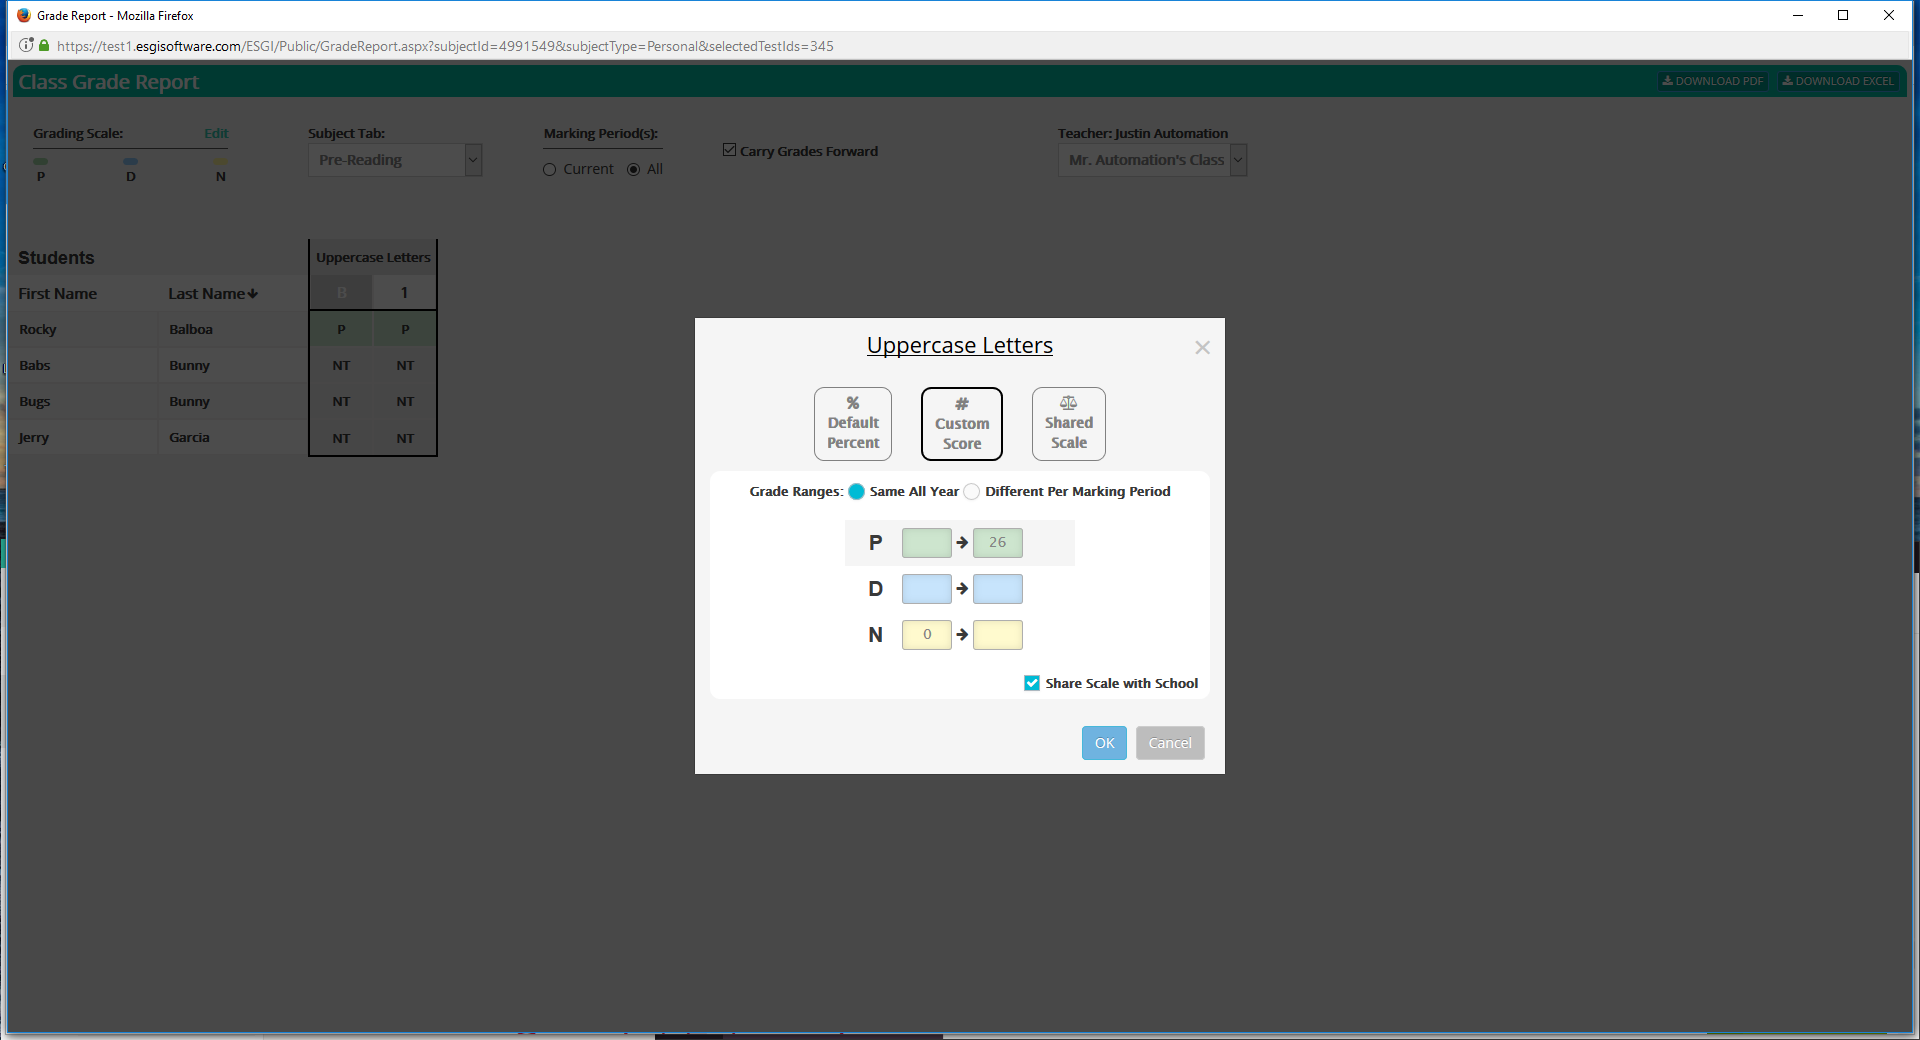 Grade Report - Mozilla Firefox
https://test1.esgisoftware.com/ESGI/Public/GradeReport.aspx?subjectId=4991549&subjectType=Personal&selectedTestIds=345
Class Grade Report
DOWNLOAD PDF DOWNLOAD EXCEL
Grading Scale: Edit
P D N
Subject Tab:
Pre-Reading
Marking Period(s):
Current All
Carry Grades Forward
Teacher: Justin Automation
Mr. Automation's Class
Students Uppercase Letters
First Name Last Name B 1
Rocky Balboa P P
Babs Bunny NT NT
Bugs Bunny NT NT
Jerry Garcia NT NT
Uppercase Letters
% Default Percent
# Custom Score
Shared Scale
Grade Ranges: Same All Year Different Per Marking Period
P 26
D
N 0
Share Scale with School
OK Cancel